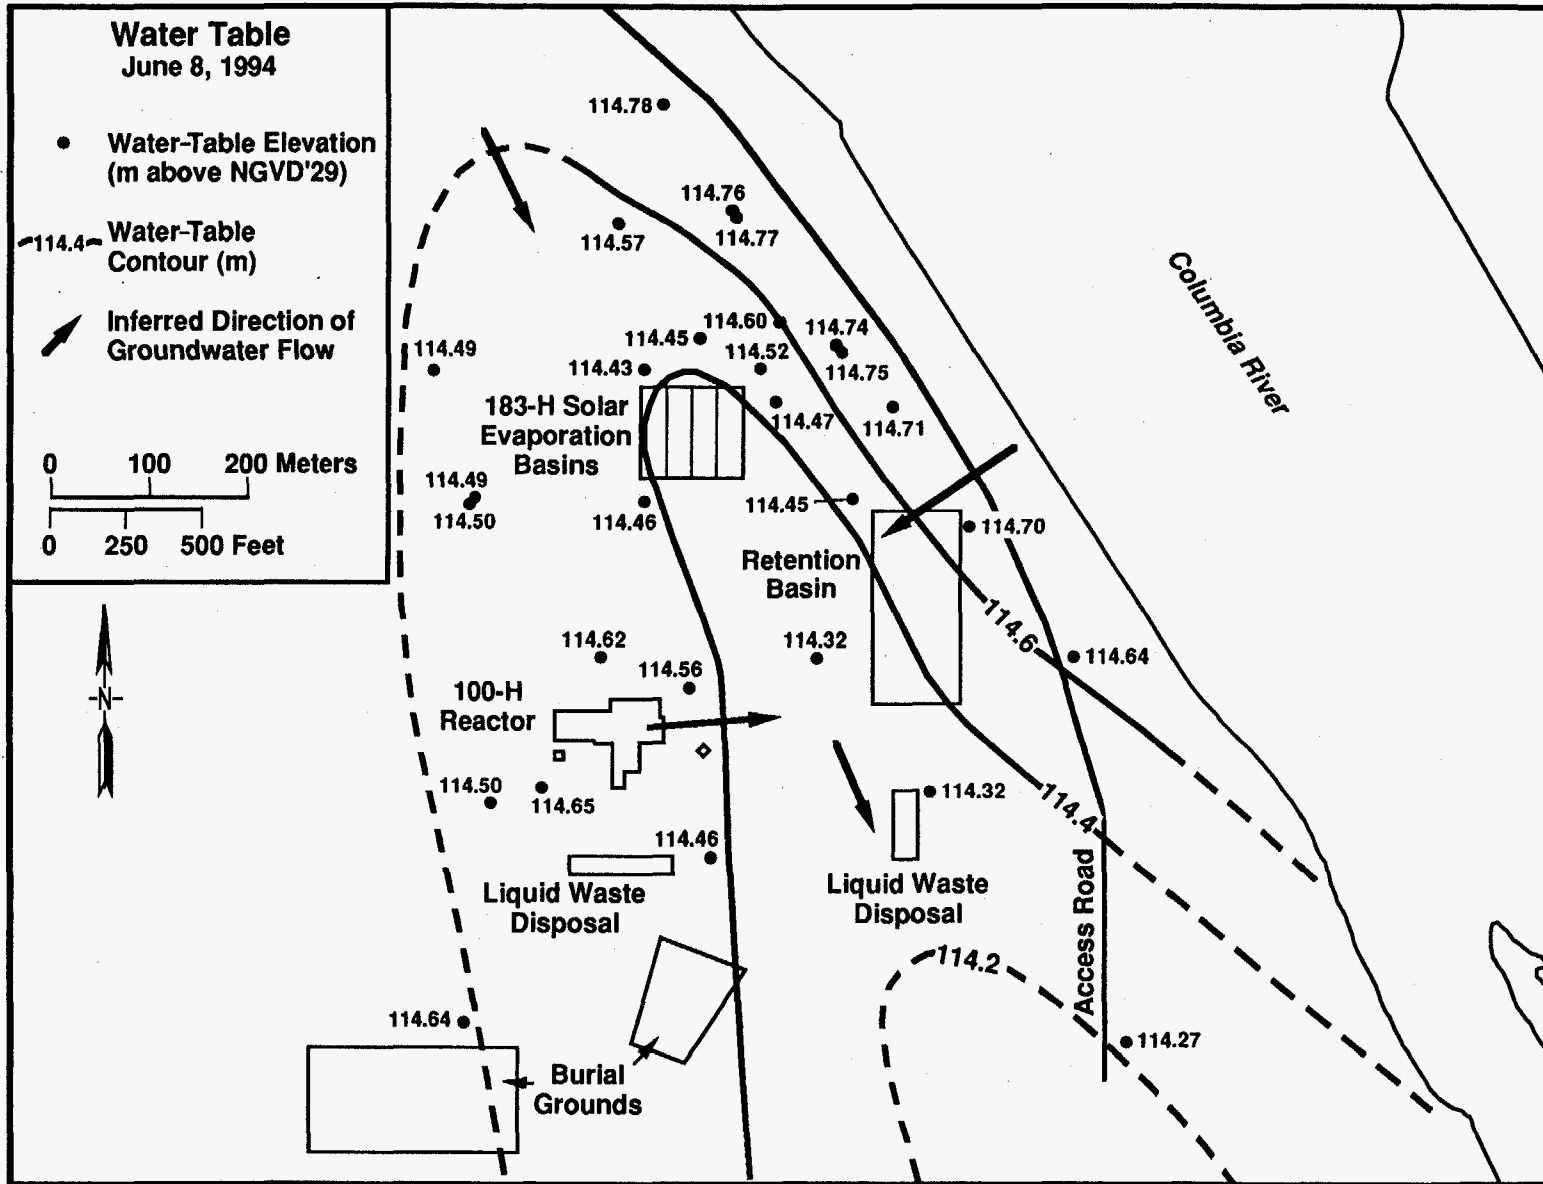 Water Table
June 8, 1994
Water-Table Elevation
(m above NGVD'29)
114.4
Water-Table
Contour (m)
Inferred Direction of
Groundwater Flow
0 100 200 Meters
0 250 500 Feet
-N-
114.78
114.76
114.77
114.57
114.60
114.74
114.45
114.49
114.52
114.75
114.43
183-H Solar
Evaporation
Basins
114.47
114.71
114.49
114.50
114.46
114.45
114.70
Retention
Basin
Columbia River
114.6
114.62
114.56
114.32
114.64
100-H
Reactor
114.50
114.65
114.32
114.4
114.46
Liquid Waste
Disposal
Liquid Waste
Disposal
Access Road
114.2
114.64
114.27
Burial
Grounds